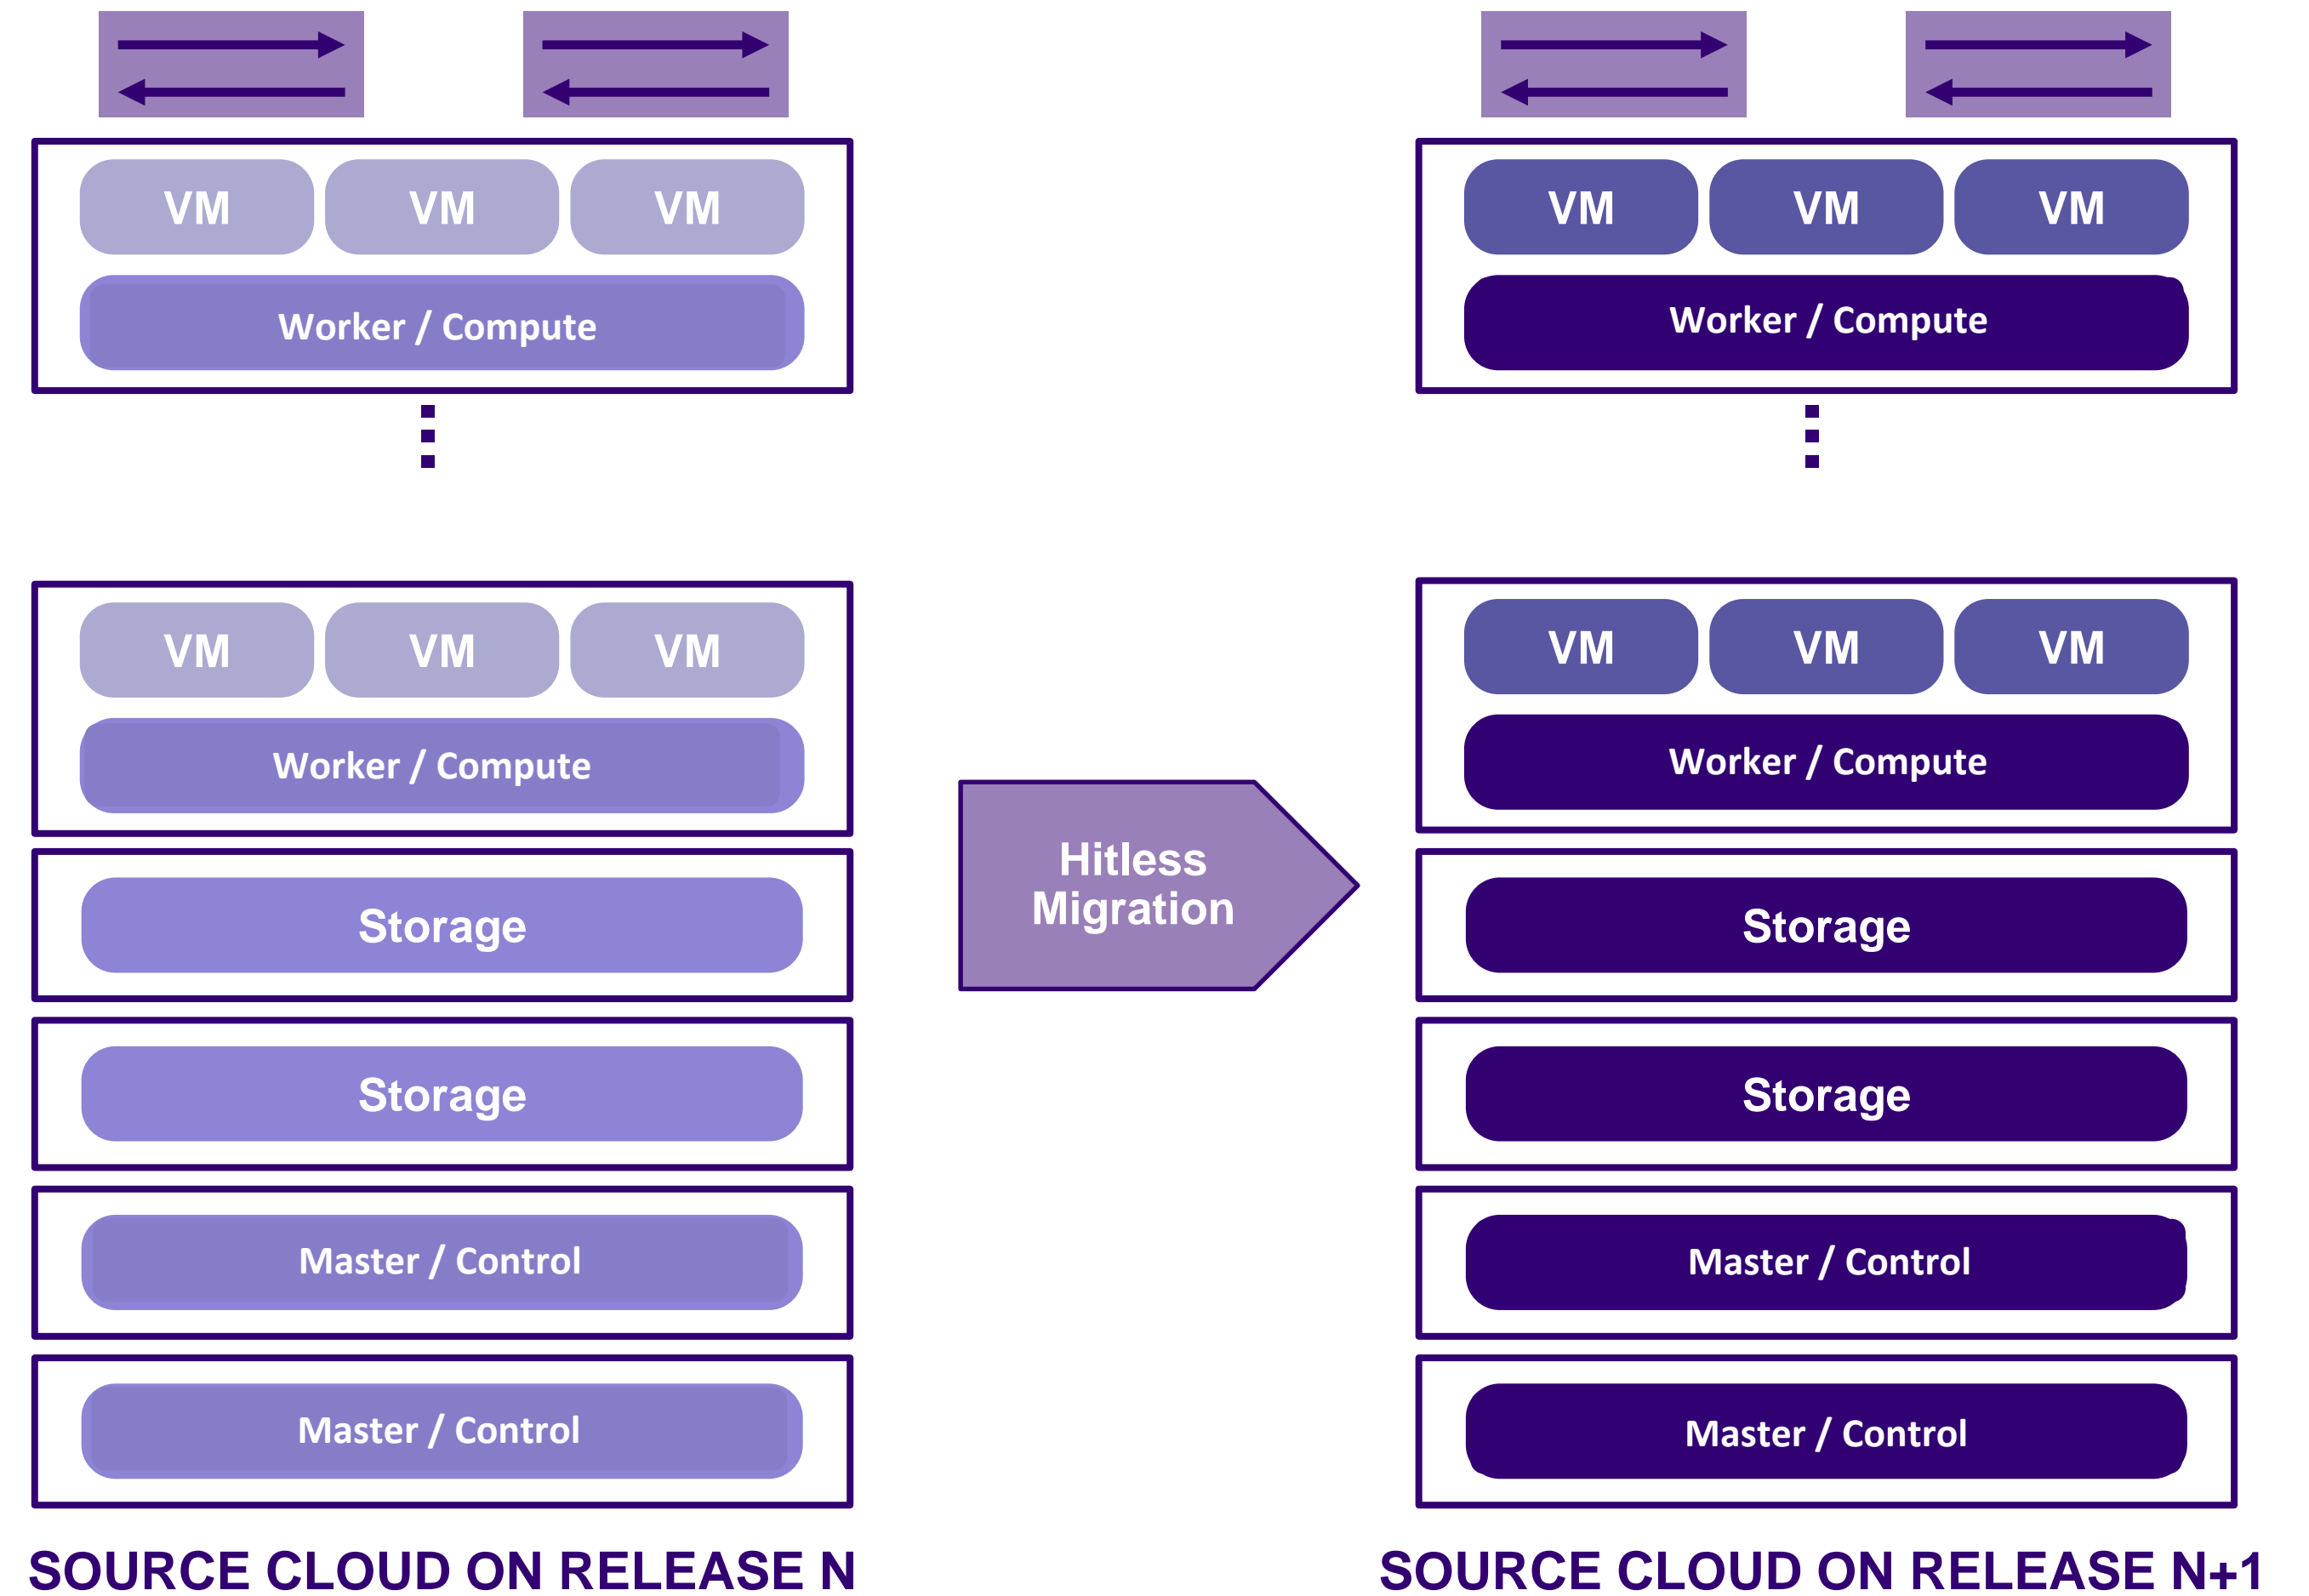 VM VM VM
Worker / Compute
VM VM VM
Worker / Compute
Storage
Storage
Master / Control
Master / Control
SOURCE CLOUD ON RELEASE N
Hitless
Migration
VM VM VM
Worker / Compute
VM VM VM
Worker / Compute
Storage
Storage
Master / Control
Master / Control
SOURCE CLOUD ON RELEASE N+1